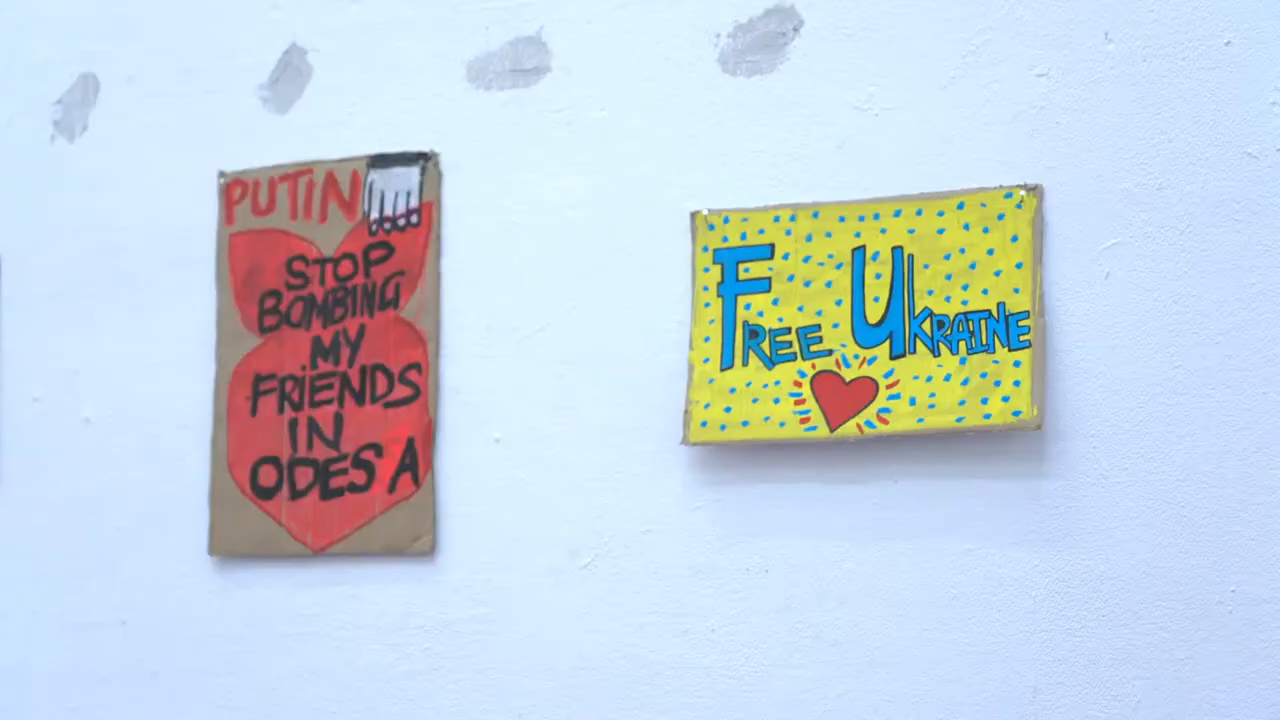 PUTIN
STOP
BOMBING
MY
FRIENDS
IN
ODESA
FREE UKRAINE